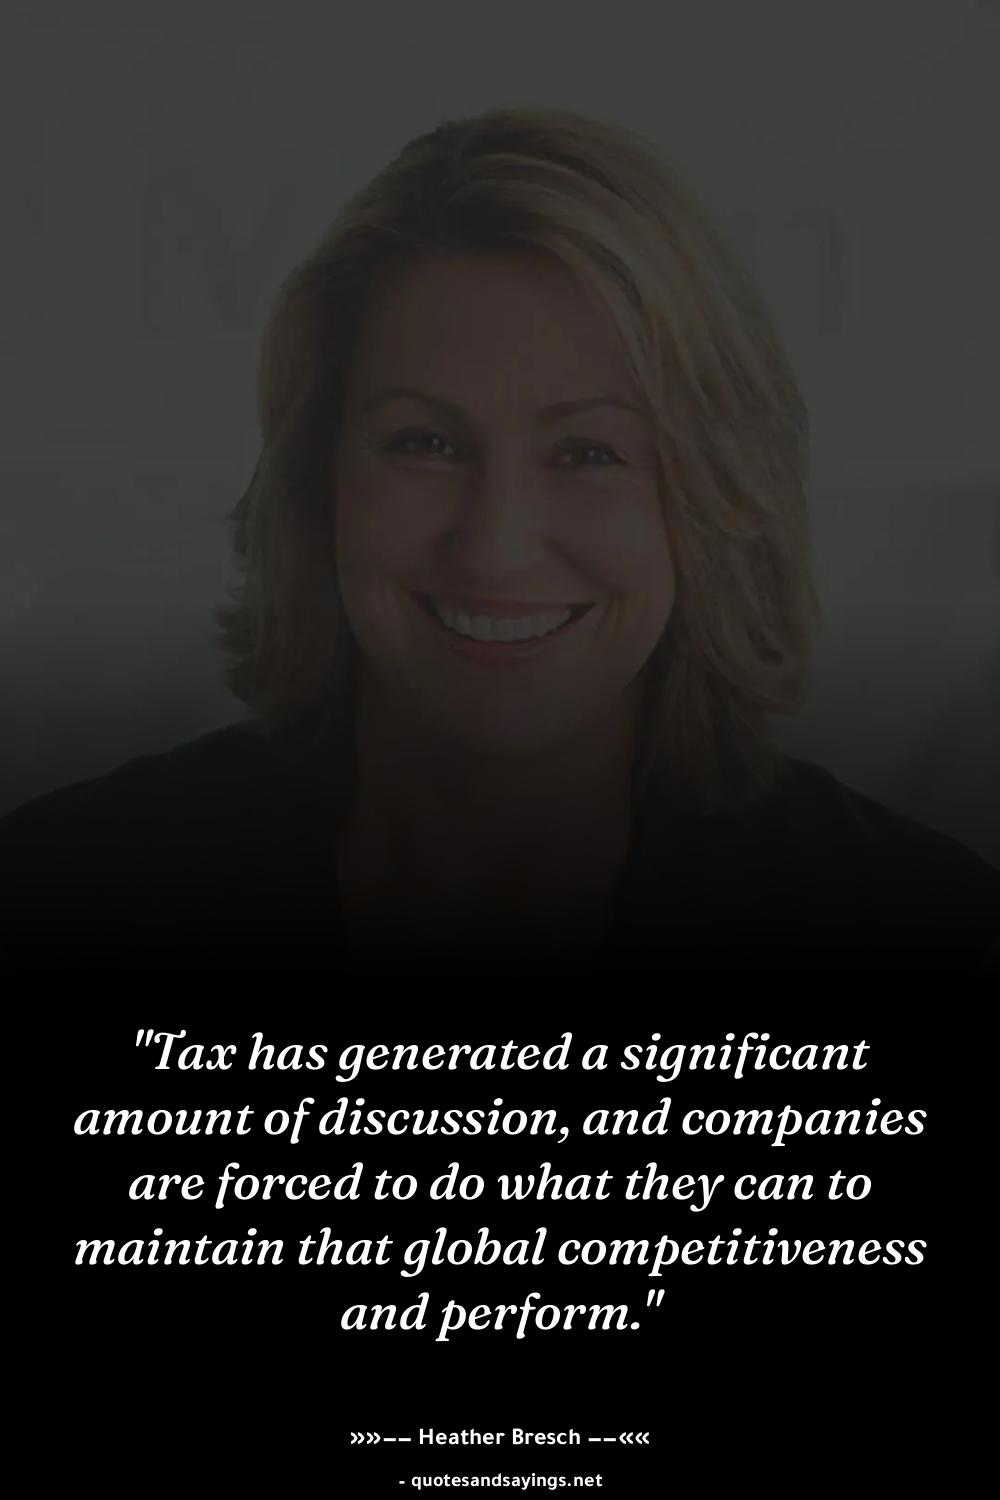 "Tax has generated a significant
amount of discussion, and companies
are forced to do what they can to
maintain that global competitiveness
and perform."
»»−− Heather Bresch −−««
- quotesandsayings.net